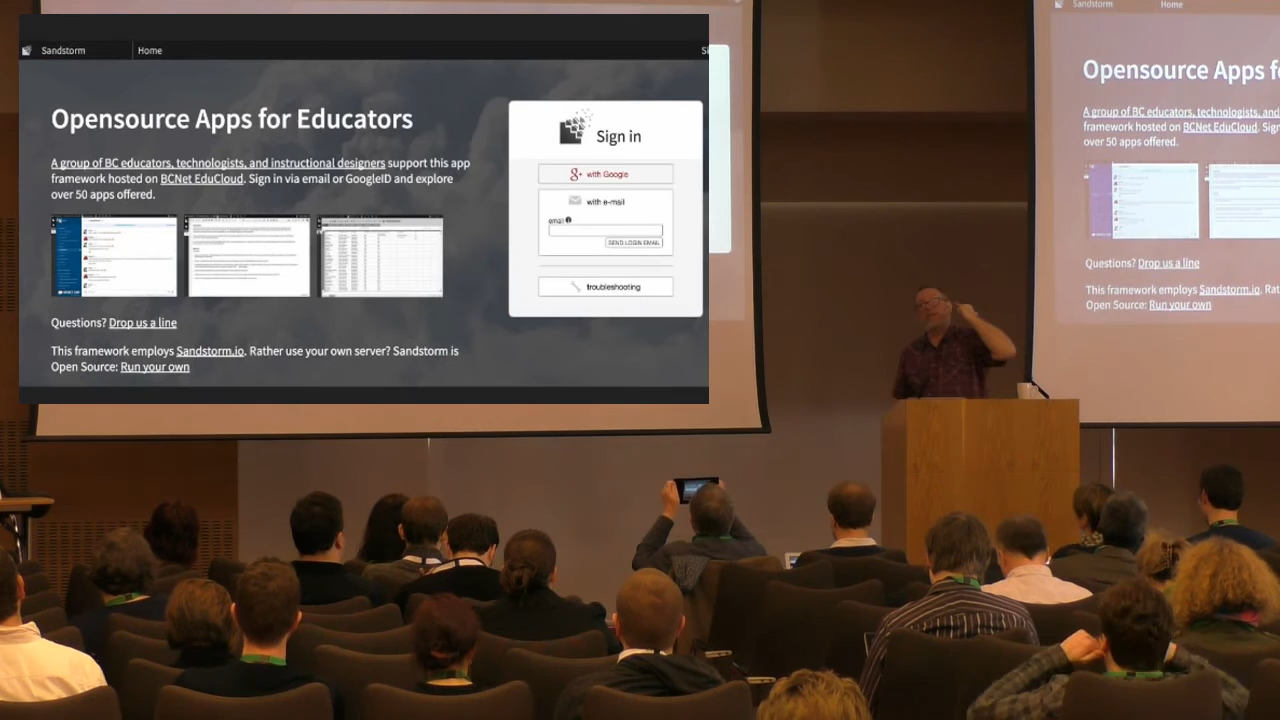 Sandstorm
Home
Opensource Apps for Educators
A group of BC educators, technologists, and instructional designers support this app
framework hosted on BCNet EduCloud. Sign in via email or GoogleID and explore
over 50 apps offered.
Questions? Drop us a line
This framework employs Sandstorm.io. Rather use your own server? Sandstorm is
Open Source: Run your own
Sign in
g+ with Google
with e-mail
email
SEND LOGIN EMAIL
troubleshooting
Sandstorm
Home
Opensource Apps f
A group of BC educators, technologists, and
framework hosted on BCNet EduCloud. Sign
over 50 apps offered.
Questions? Drop us a line
This framework employs Sandstorm.io. Rat
Open Source: Run your own